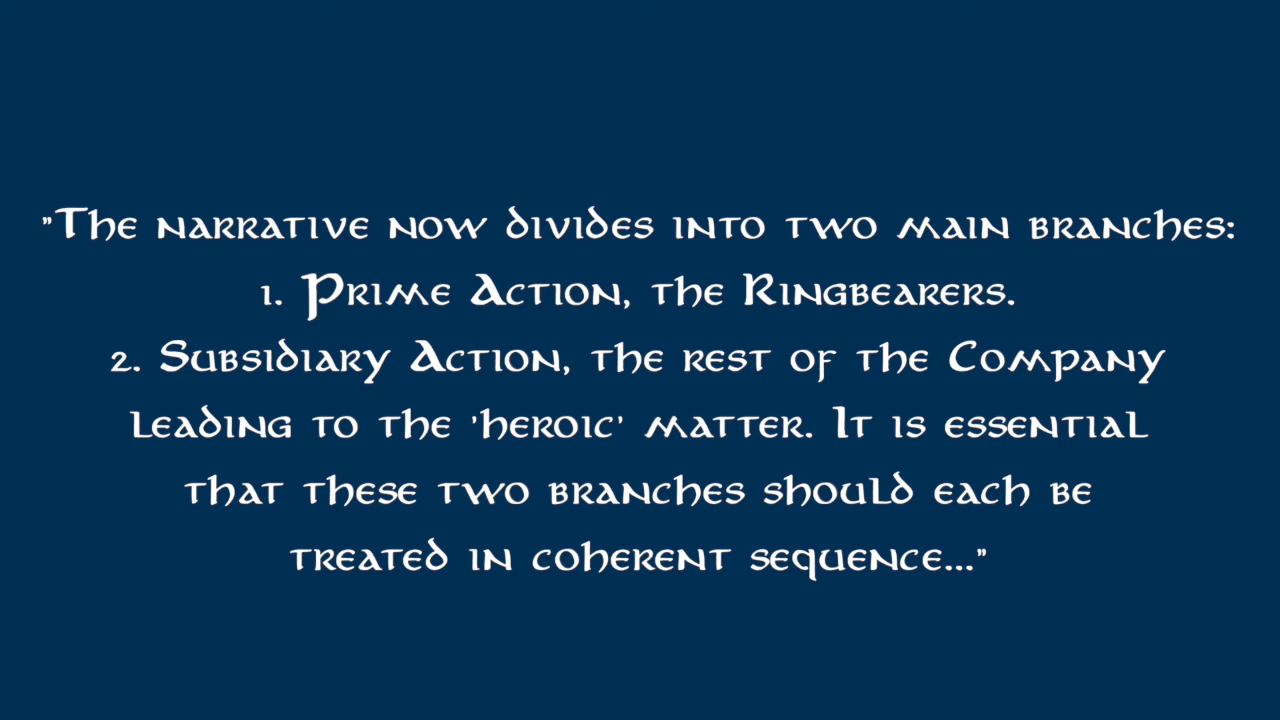 "The narrative now divides into two main branches:
1. Prime Action, the Ringbearers.
2. Subsidiary Action, the rest of the Company
leading to the 'heroic' matter. It is essential
that these two branches should each be
treated in coherent sequence..."